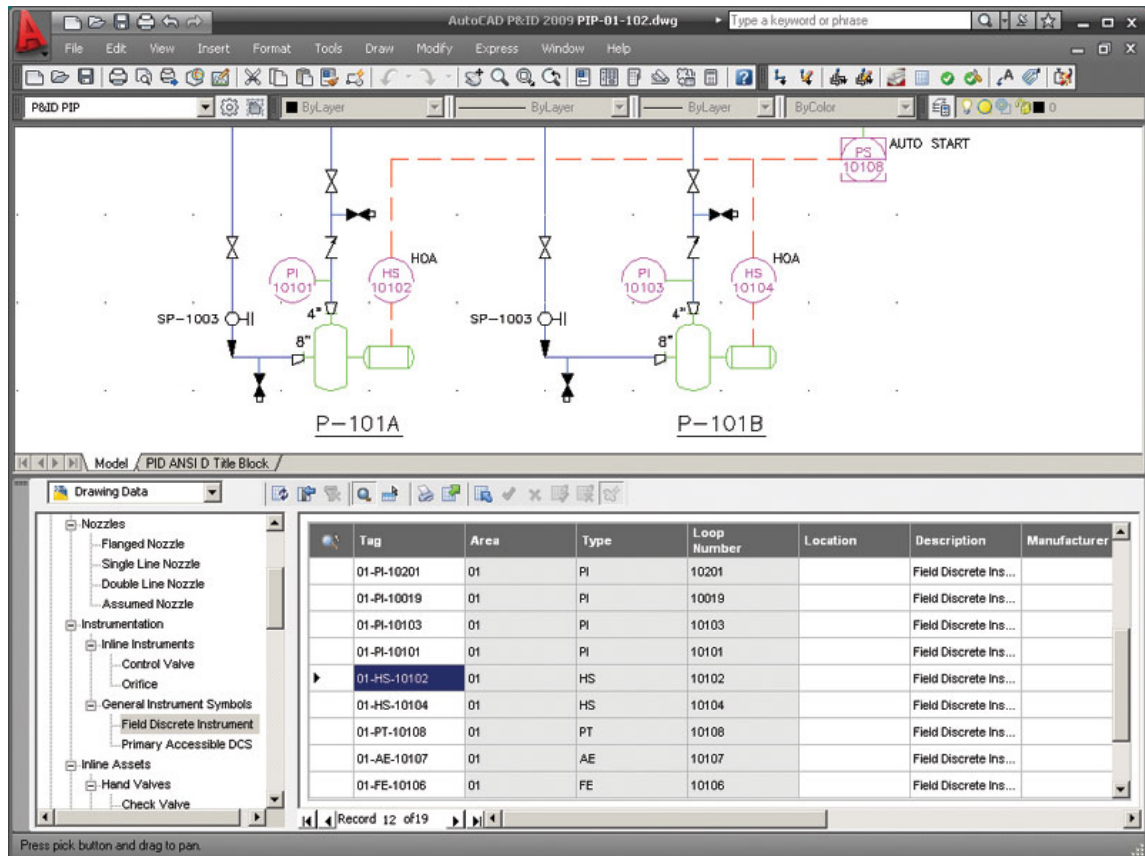 AutoCAD P&ID 2009 PIP-01-102.dwg Type a keyword or phrase
File Edit View Insert Format Tools Draw Modify Express Window Help
P&ID PIP ByLayer ByLayer ByLayer ByColor 0
PS
10108
AUTO START
PI
10101
HS
10102
HOA
PI
10103
HS
10104
HOA
SP-1003
4"
8"
SP-1003
4"
8"
P-101A
P-101B
Model PID ANSI D Title Block
Drawing Data
Nozzles
Flanged Nozzle
Single Line Nozzle
Double Line Nozzle
Assumed Nozzle
Instrumentation
Inline Instruments
Control Valve
Orifice
General Instrument Symbols
Field Discrete Instrument
Primary Accessible DCS
Inline Assets
Hand Valves
Check Valve
Tag Area Type Loop Number Location Description Manufacturer
01-PI-10201 01 PI 10201 Field Discrete Ins...
01-PI-10019 01 PI 10019 Field Discrete Ins...
01-PI-10103 01 PI 10103 Field Discrete Ins...
01-PI-10101 01 PI 10101 Field Discrete Ins...
01-HS-10102 01 HS 10102 Field Discrete Ins...
01-HS-10104 01 HS 10104 Field Discrete Ins...
01-PT-10108 01 PT 10108 Field Discrete Ins...
01-AE-10107 01 AE 10107 Field Discrete Ins...
01-FE-10106 01 FE 10106 Field Discrete Ins...
Record 12 of19
Press pick button and drag to pan.